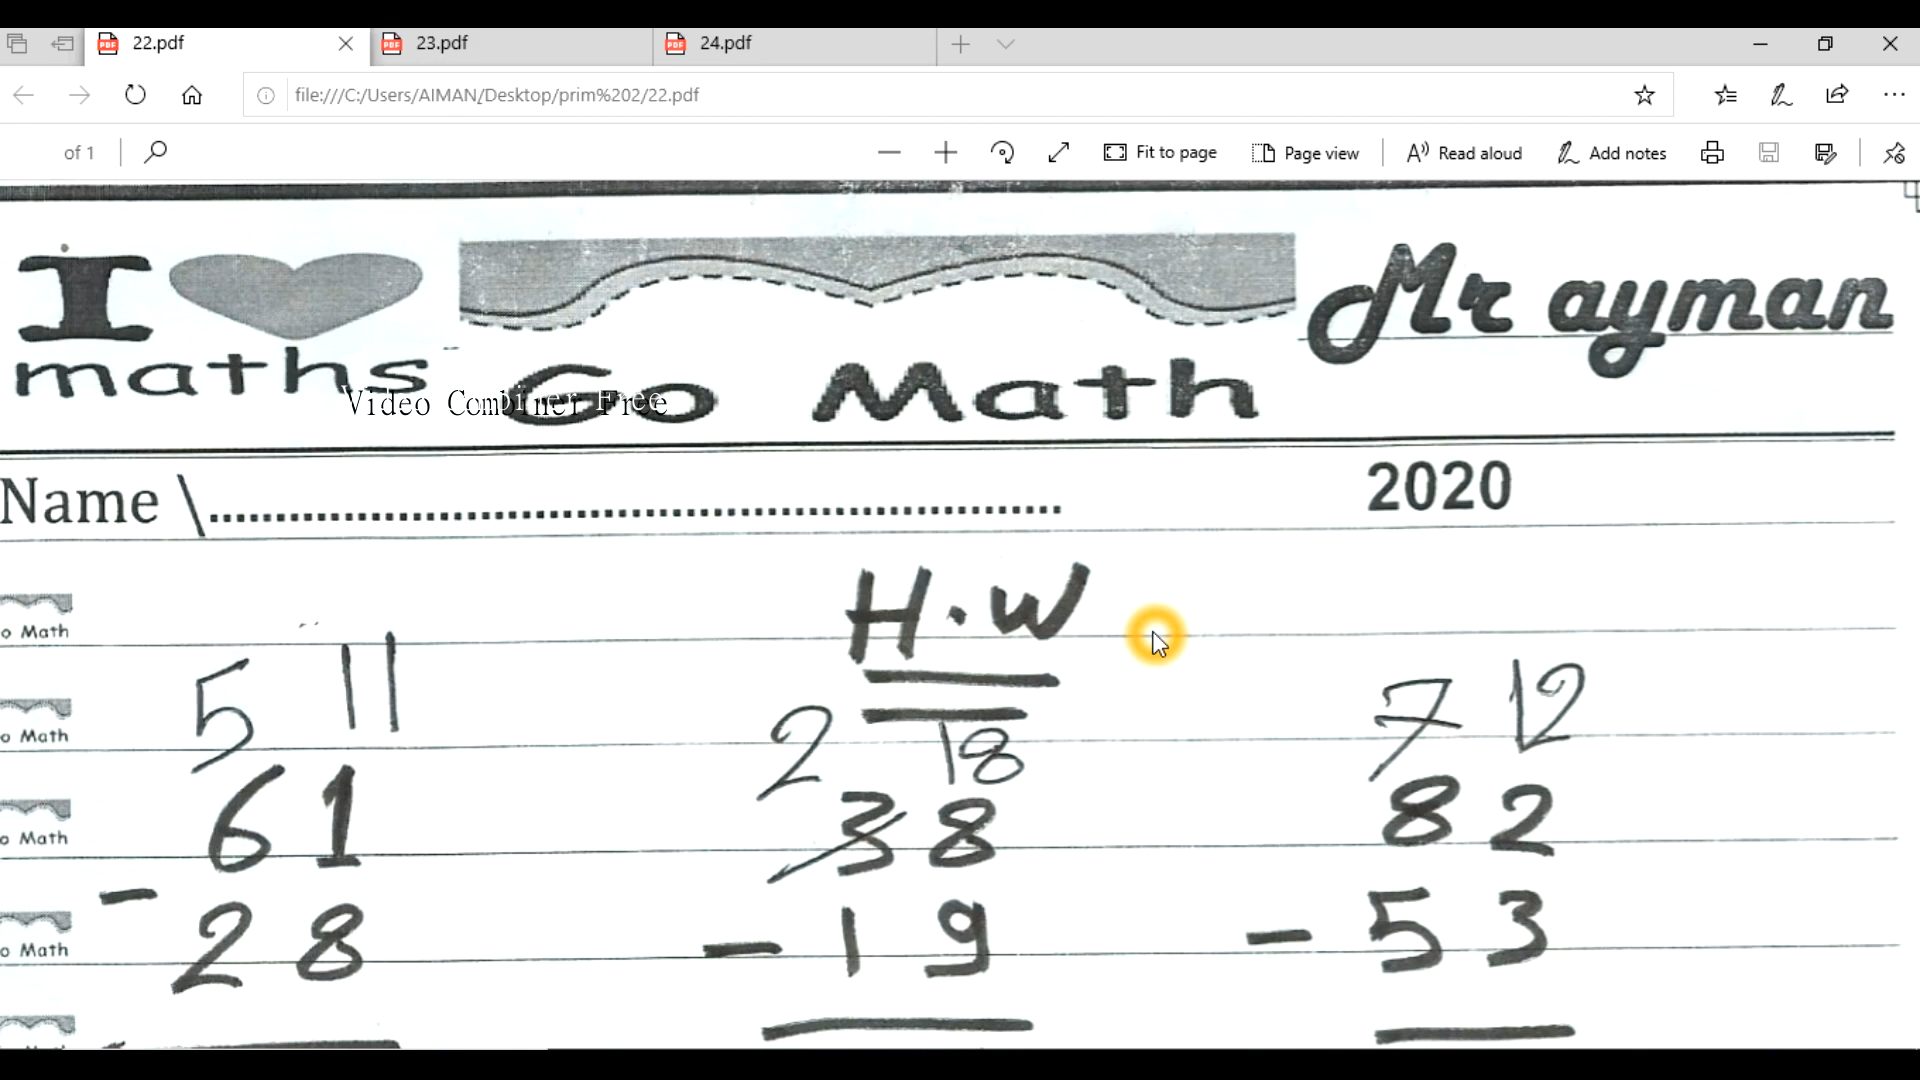 22.pdf 23.pdf 24.pdf
file:///C:/Users/AIMAN/Desktop/prim%202/22.pdf
of 1 Fit to page Page view Read aloud Add notes
I
maths
Go Math
Mr ayman
Video Combiner Free
Name \........................................................ 2020
H.W
o Math
5 11 2 18 7 12
o Math
61 38 82
o Math
- 28 - 19 - 53
o Math